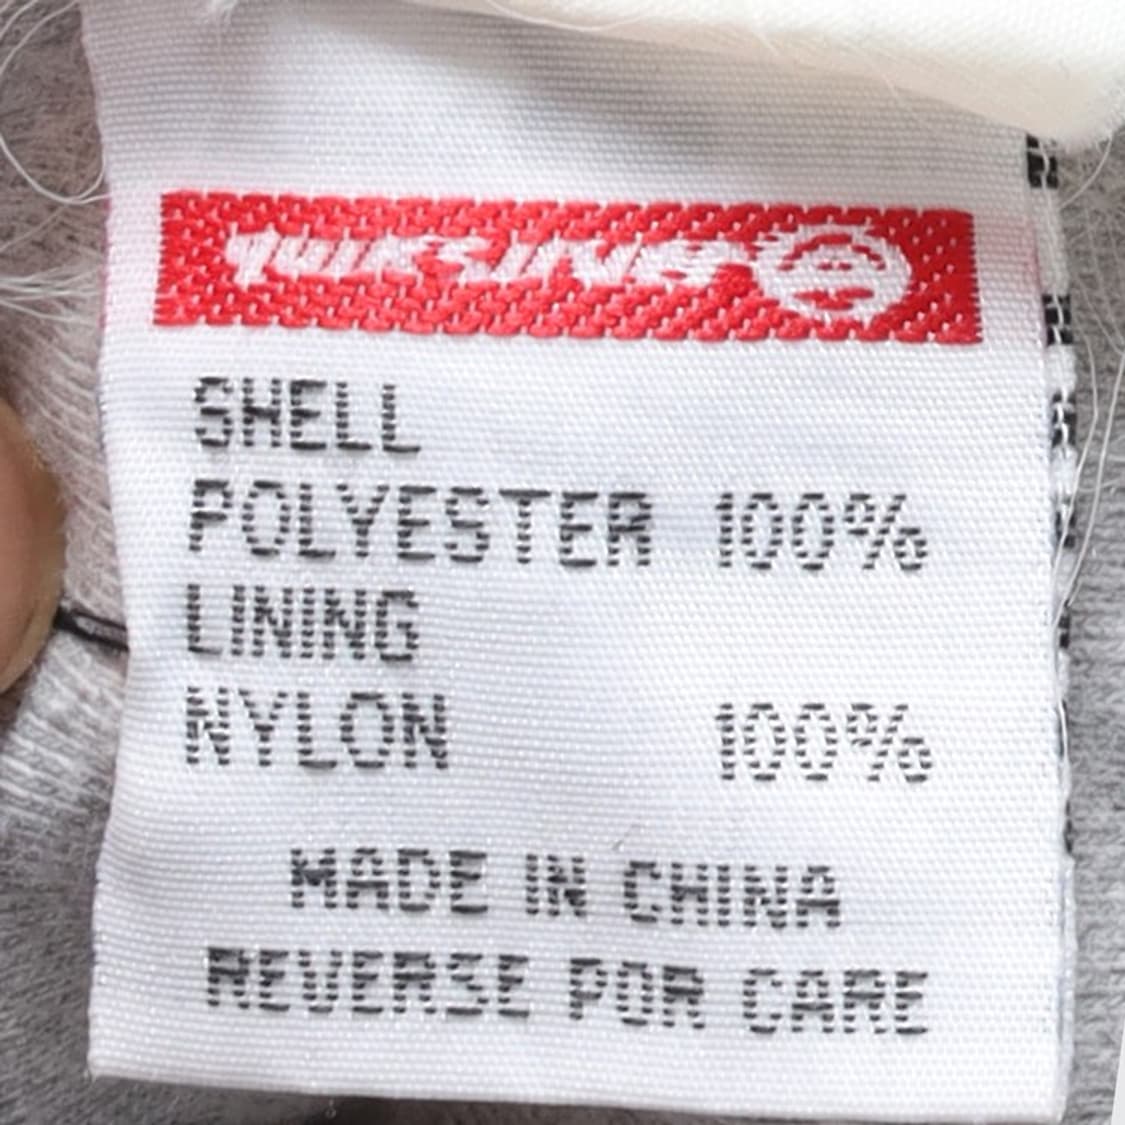 SHELL
POLYESTER 100%
LINING
NYLON 100%
MADE IN CHINA
REVERSE POR CARE